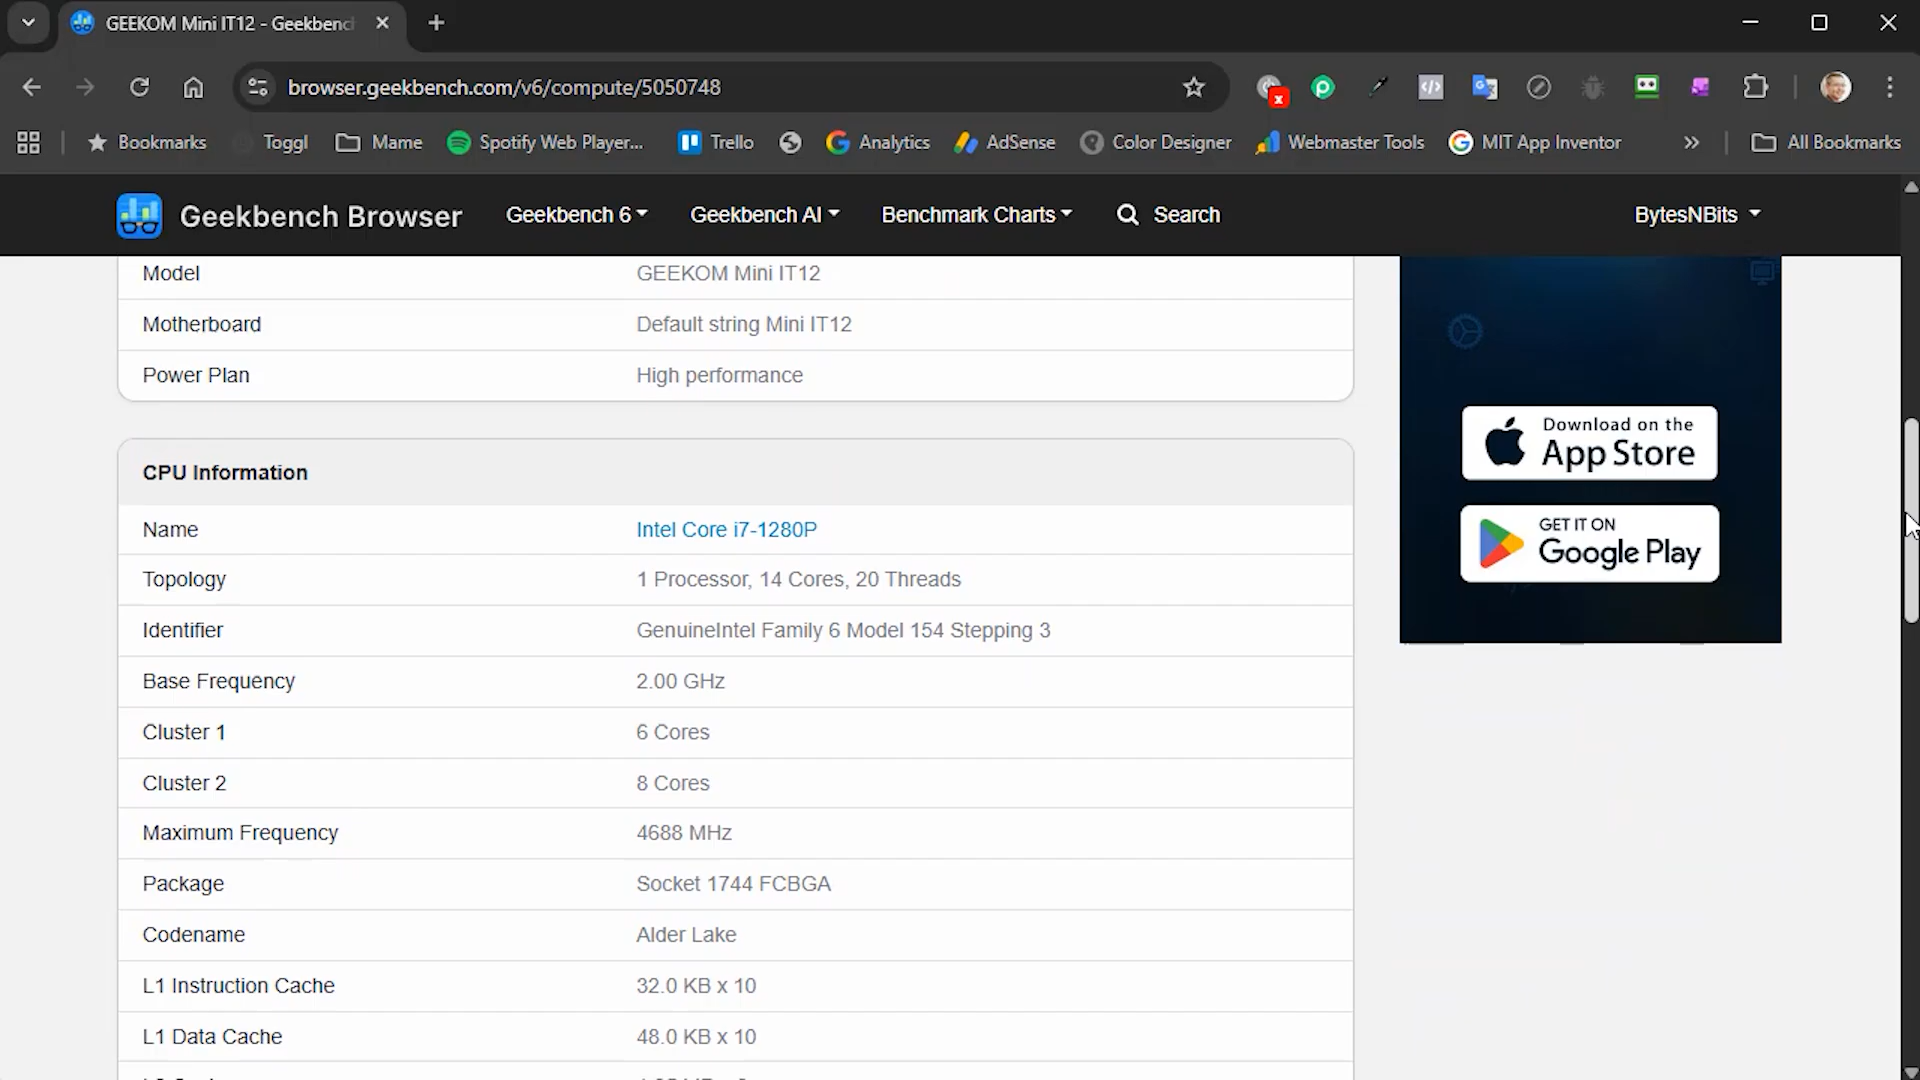 GEEKOM Mini IT12 - Geekbenc
browser.geekbench.com/v6/compute/5050748
Bookmarks Toggl Mame Spotify Web Player... Trello Analytics AdSense Color Designer Webmaster Tools MIT App Inventor » All Bookmarks
Geekbench Browser Geekbench 6 Geekbench AI Benchmark Charts Search BytesNBits
Model GEEKOM Mini IT12
Motherboard Default string Mini IT12
Power Plan High performance
CPU Information
Name Intel Core i7-1280P
Topology 1 Processor, 14 Cores, 20 Threads
Identifier GenuineIntel Family 6 Model 154 Stepping 3
Base Frequency 2.00 GHz
Cluster 1 6 Cores
Cluster 2 8 Cores
Maximum Frequency 4688 MHz
Package Socket 1744 FCBGA
Codename Alder Lake
L1 Instruction Cache 32.0 KB x 10
L1 Data Cache 48.0 KB x 10
Download on the
App Store
GET IT ON
Google Play